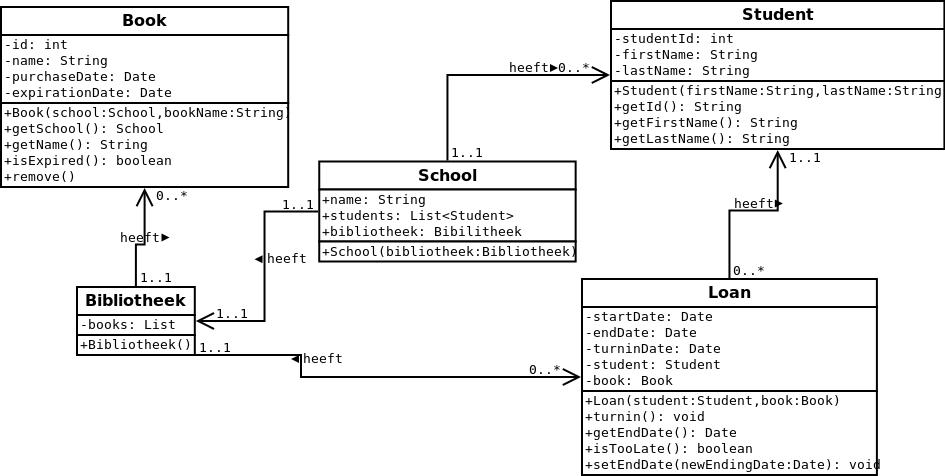 Book
-id: int
-name: String
-purchaseDate: Date
-expirationDate: Date
+Book(school:School,bookName:String)
+getSchool(): School
+getName(): String
+isExpired(): boolean
+remove()
Student
-studentId: int
-firstName: String
-lastName: String
+Student(firstName:String,lastName:String)
+getId(): String
+getFirstName(): String
+getLastName(): String
heeft▶0..*
1..1
School
+name: String
+students: List<Student>
+bibliotheek: Bibilitheek
+School(bibliotheek:Bibliotheek)
0..*
heeft▶
1..1
1..1
◀heeft
1..1
1..1
heeft▶
0..*
Bibliotheek
-books: List
+Bibliotheek()
1..1
◀heeft
0..*
Loan
-startDate: Date
-endDate: Date
-turninDate: Date
-student: Student
-book: Book
+Loan(student:Student,book:Book)
+turnin(): void
+getEndDate(): Date
+isTooLate(): boolean
+setEndDate(newEndingDate:Date): void